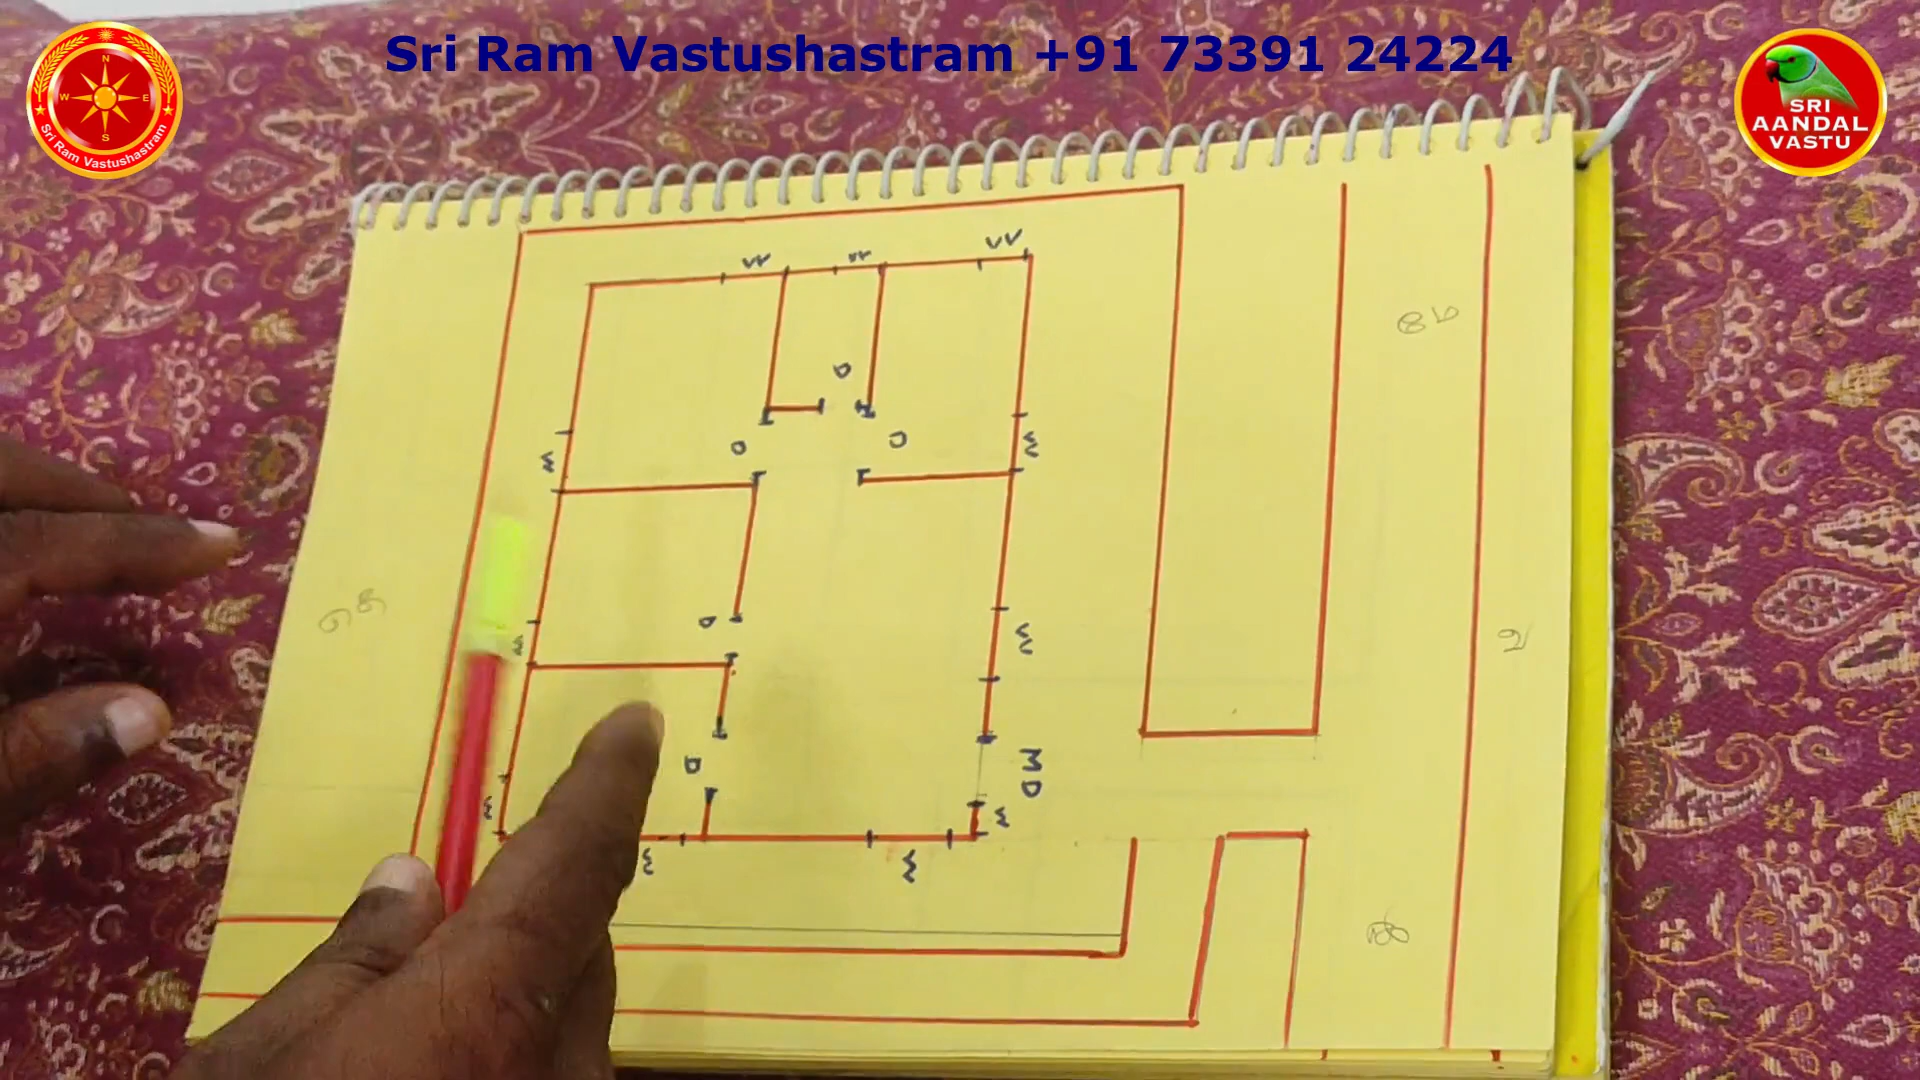 Sri Ram Vastushastram +91 73391 24224
N
W E
S
Sri Ram Vastushastram
SRI
AANDAL
VASTU
W W W
D
D D
W W
D W
W
D MD
W W
W W